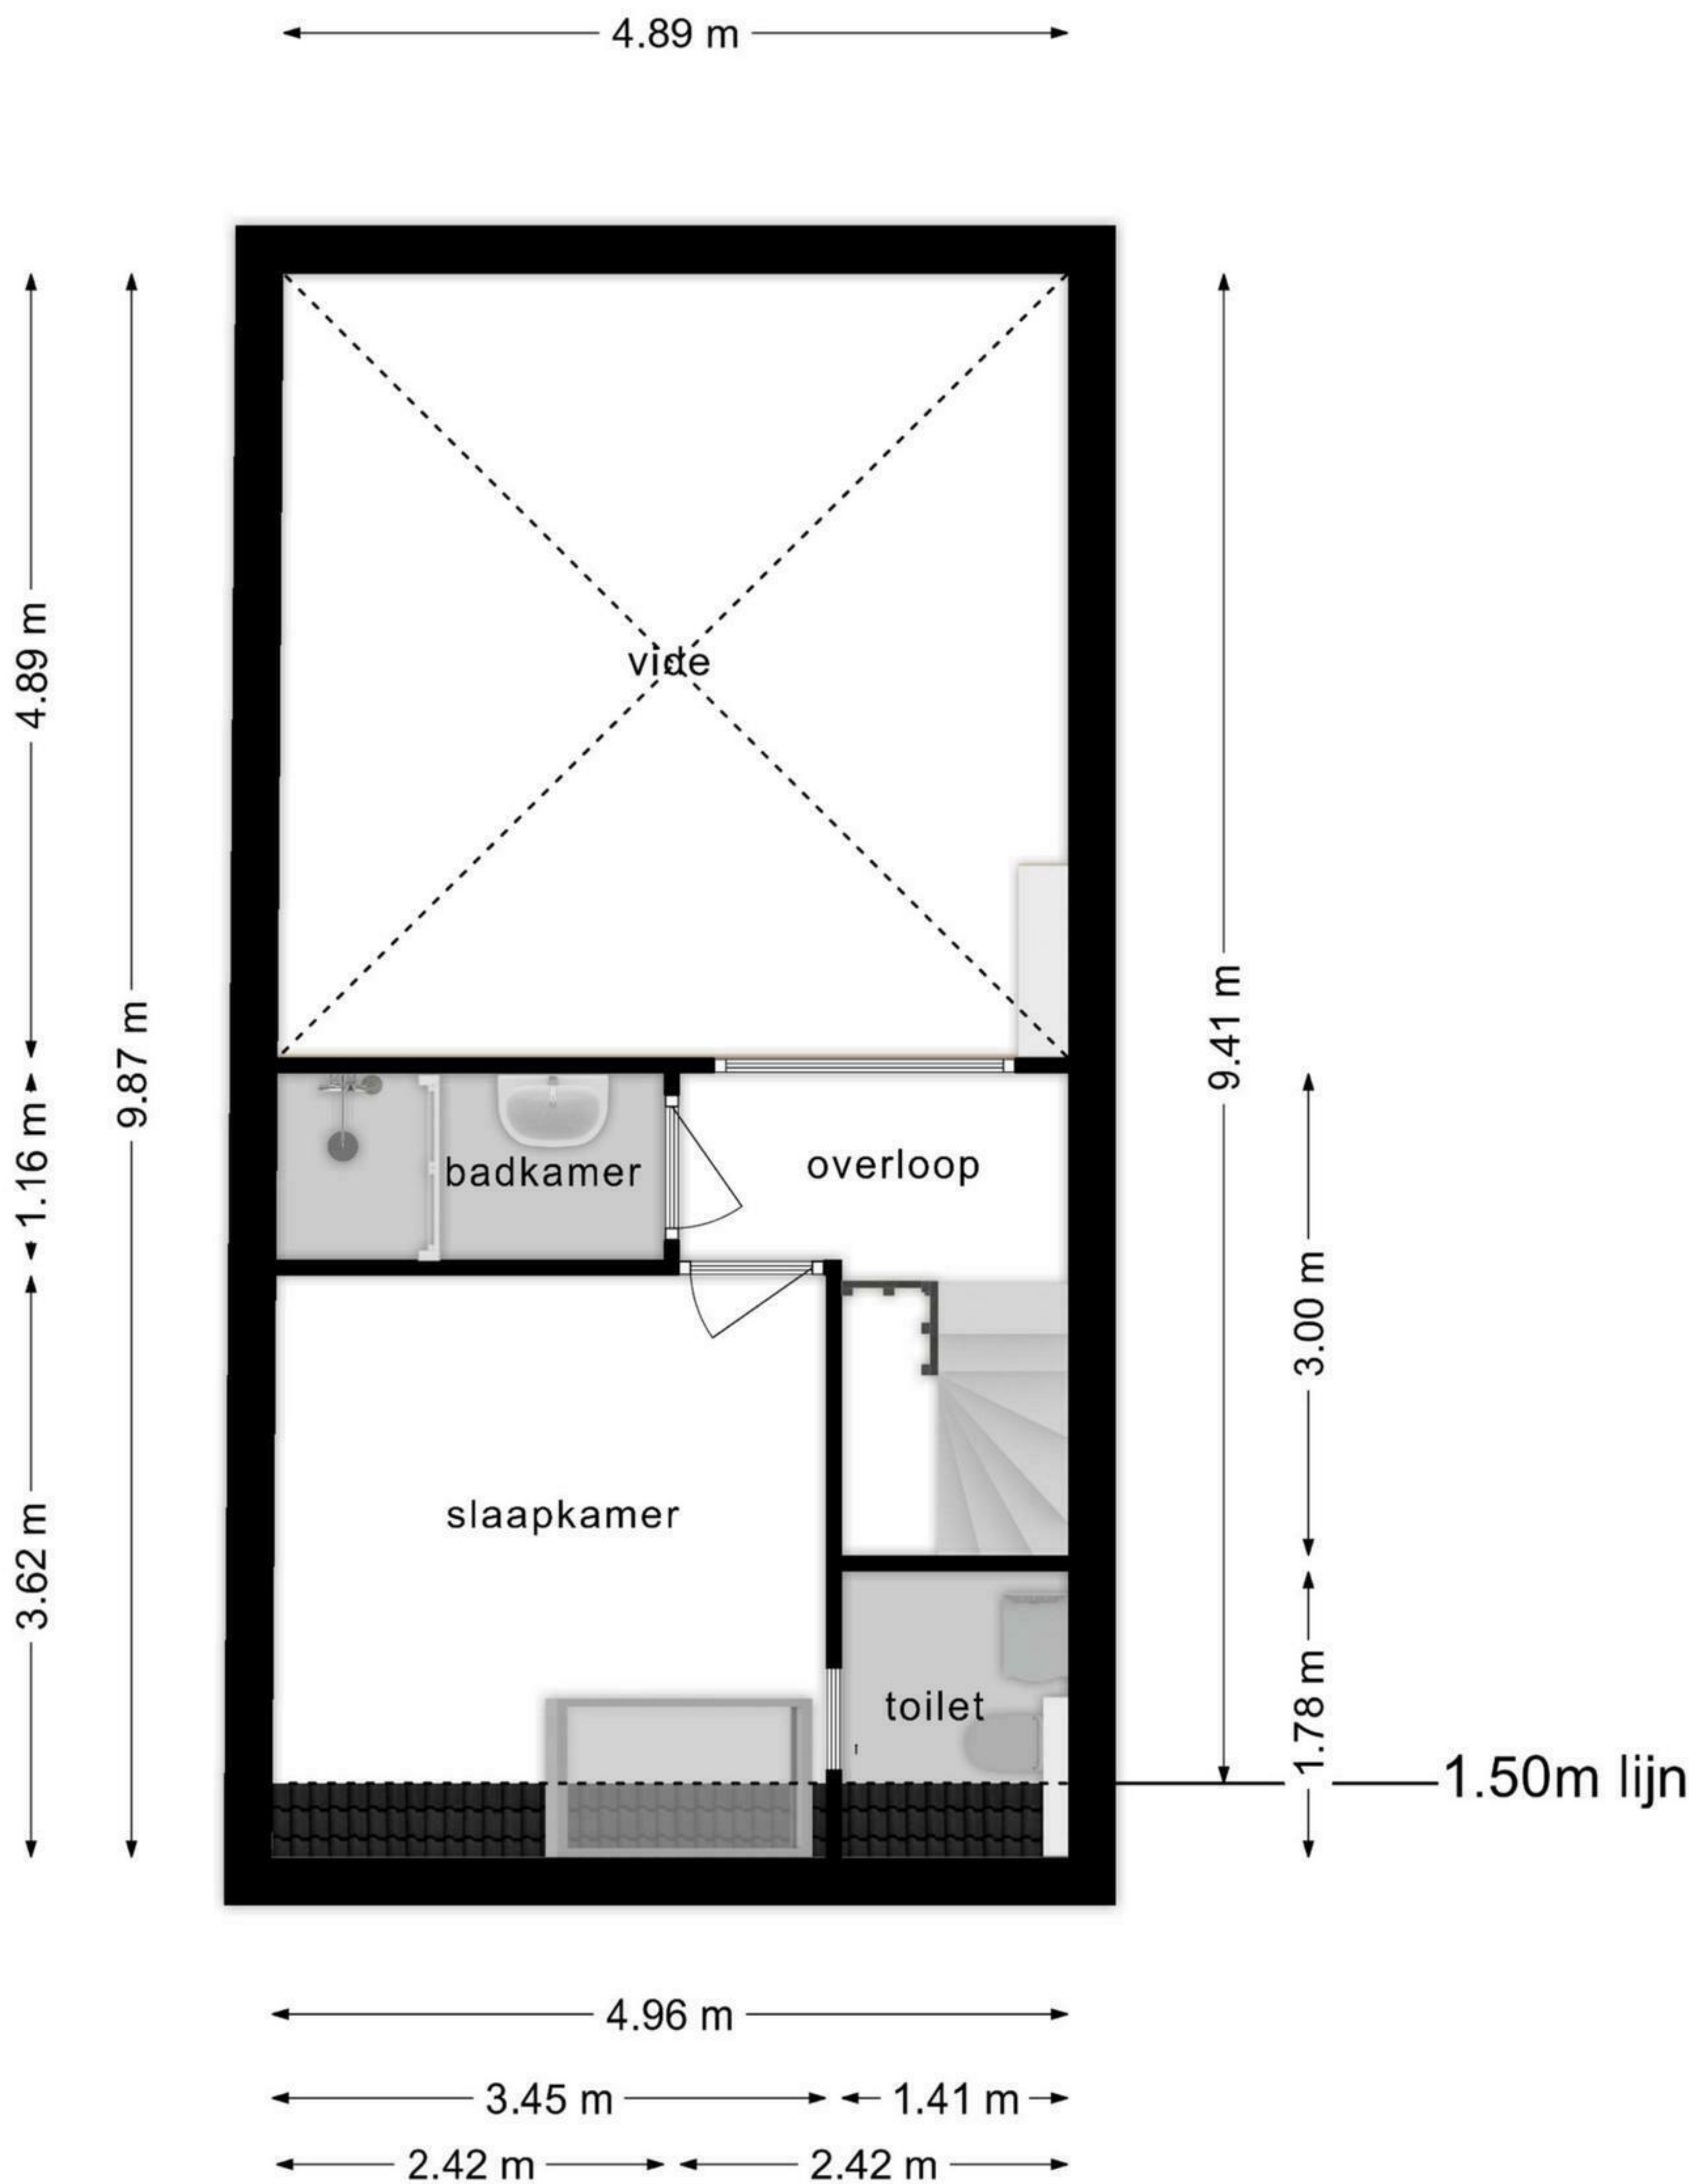 4.89 m
vide
4.89 m
9.87 m
9.41 m
1.16 m
badkamer
overloop
3.00 m
slaapkamer
3.62 m
toilet
1.78 m
1.50m lijn
4.96 m
3.45 m
1.41 m
2.42 m
2.42 m